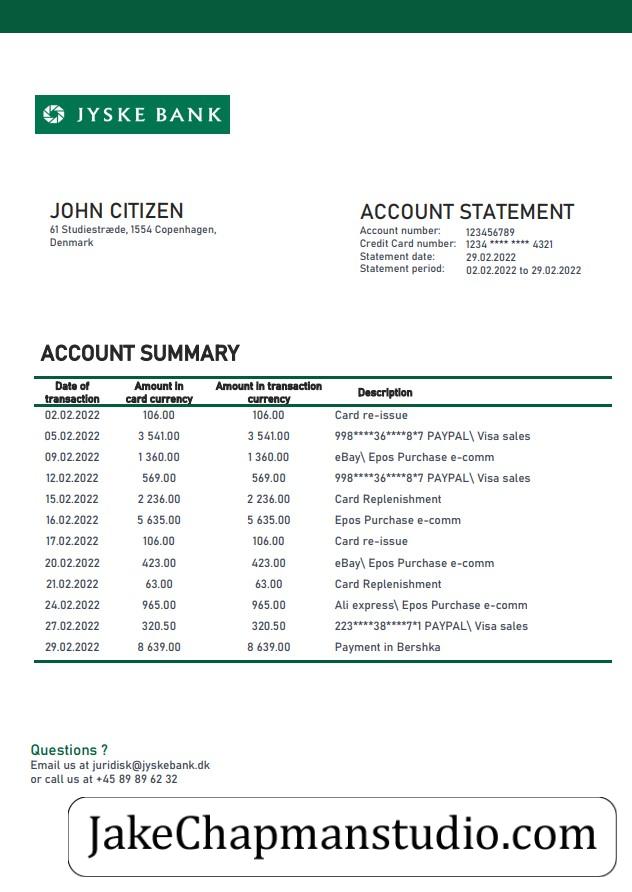 JYSKE BANK
JOHN CITIZEN
61 Studiestræde, 1554 Copenhagen,
Denmark
ACCOUNT STATEMENT
Account number: 123456789
Credit Card number: 1234 **** **** 4321
Statement date: 29.02.2022
Statement period: 02.02.2022 to 29.02.2022
ACCOUNT SUMMARY
Date of transaction Amount in card currency Amount in transaction currency Description
02.02.2022 106.00 106.00 Card re-issue
05.02.2022 3 541.00 3 541.00 998****36****8*7 PAYPAL\ Visa sales
09.02.2022 1 360.00 1 360.00 eBay\ Epos Purchase e-comm
12.02.2022 569.00 569.00 998****36****8*7 PAYPAL\ Visa sales
15.02.2022 2 236.00 2 236.00 Card Replenishment
16.02.2022 5 635.00 5 635.00 Epos Purchase e-comm
17.02.2022 106.00 106.00 Card re-issue
20.02.2022 423.00 423.00 eBay\ Epos Purchase e-comm
21.02.2022 63.00 63.00 Card Replenishment
24.02.2022 965.00 965.00 Ali express\ Epos Purchase e-comm
27.02.2022 320.50 320.50 223****38****7*1 PAYPAL\ Visa sales
29.02.2022 8 639.00 8 639.00 Payment in Bershka
Questions ?
Email us at juridisk@jyskebank.dk
or call us at +45 89 89 62 32
JakeChapmanstudio.com